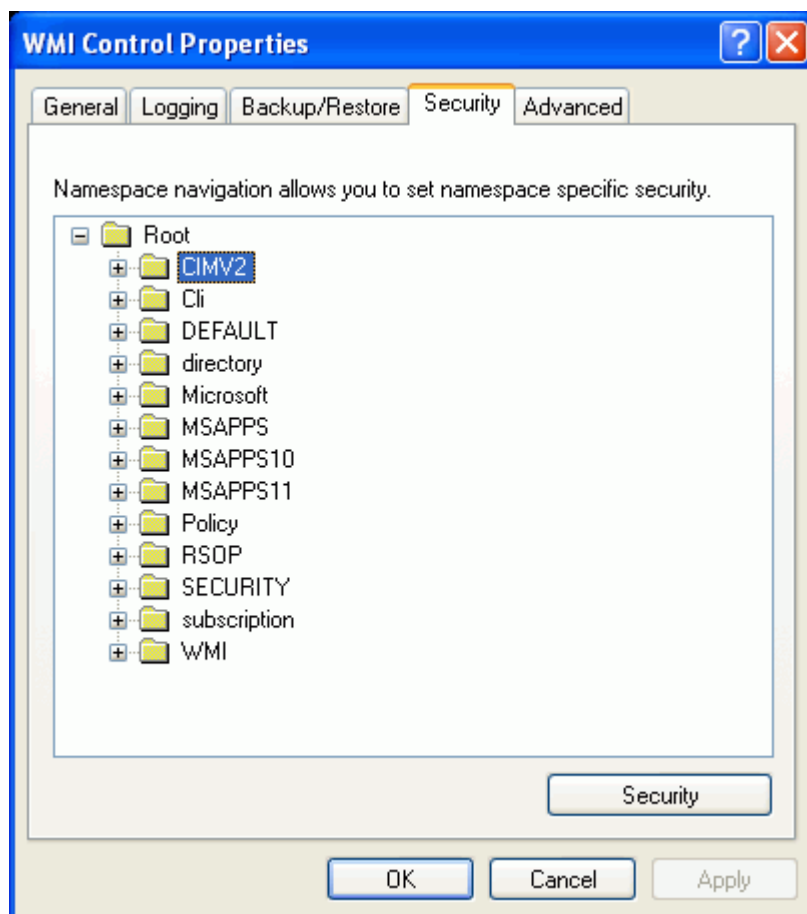 WMI Control Properties
General Logging Backup/Restore Security Advanced
Namespace navigation allows you to set namespace specific security.
Root
CIMV2
Cli
DEFAULT
directory
Microsoft
MSAPPS
MSAPPS10
MSAPPS11
Policy
RSOP
SECURITY
subscription
WMI
Security
OK Cancel Apply